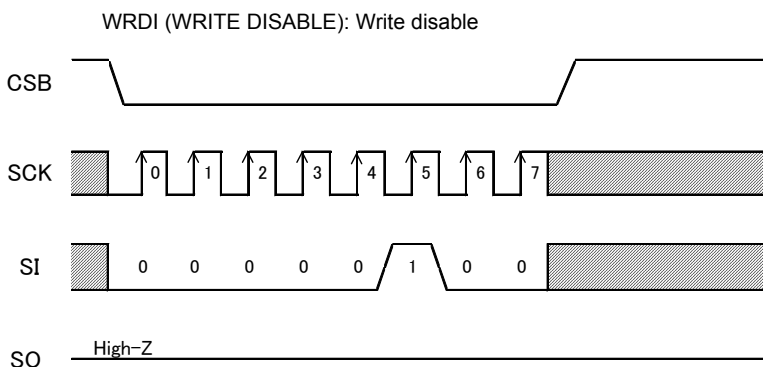 WRDI (WRITE DISABLE): Write disable
CSB
SCK
0 1 2 3 4 5 6 7
SI
0 0 0 0 0 1 0 0
High-Z
SO